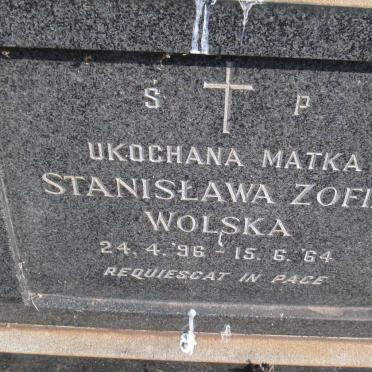 S P
UKOCHANA MATKA
STANISŁAWA ZOFI
WOLSKA
24. 4. '96 - 15. 6. '64
REQUIESCAT IN PACE